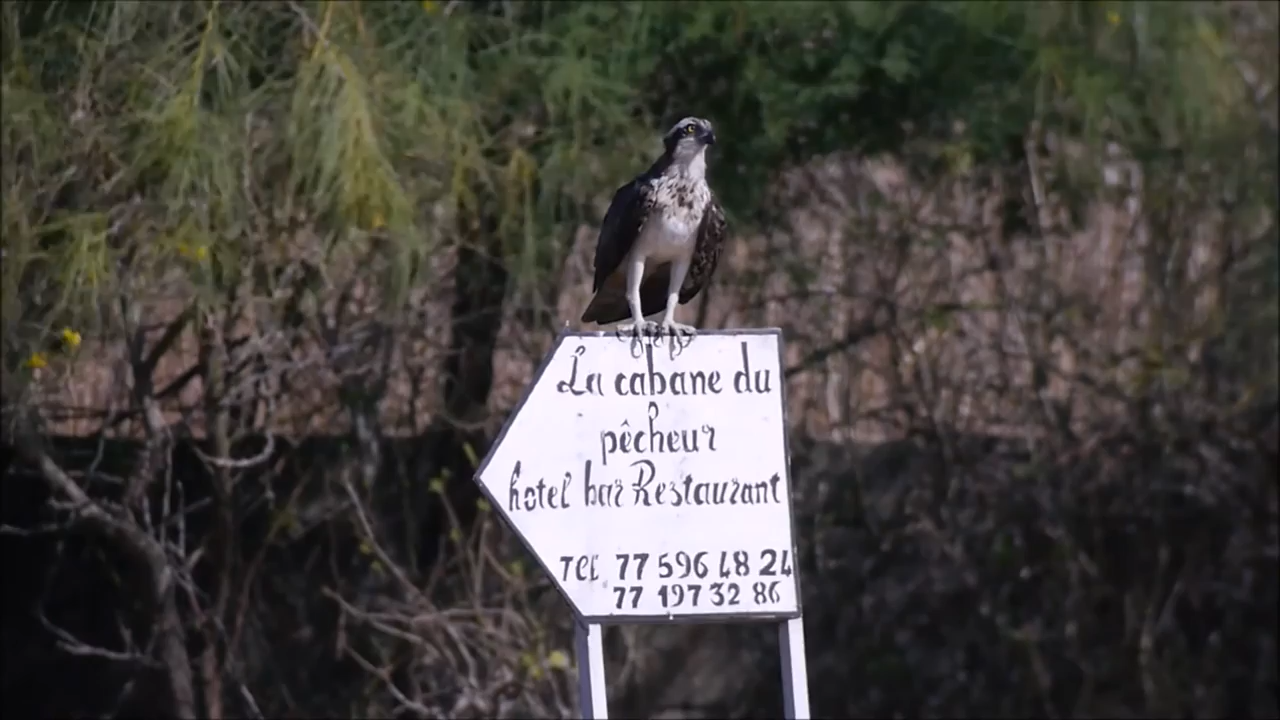 La cabane du
pêcheur
hotel bar Restaurant
TEL 77 596 48 24
77 197 32 86